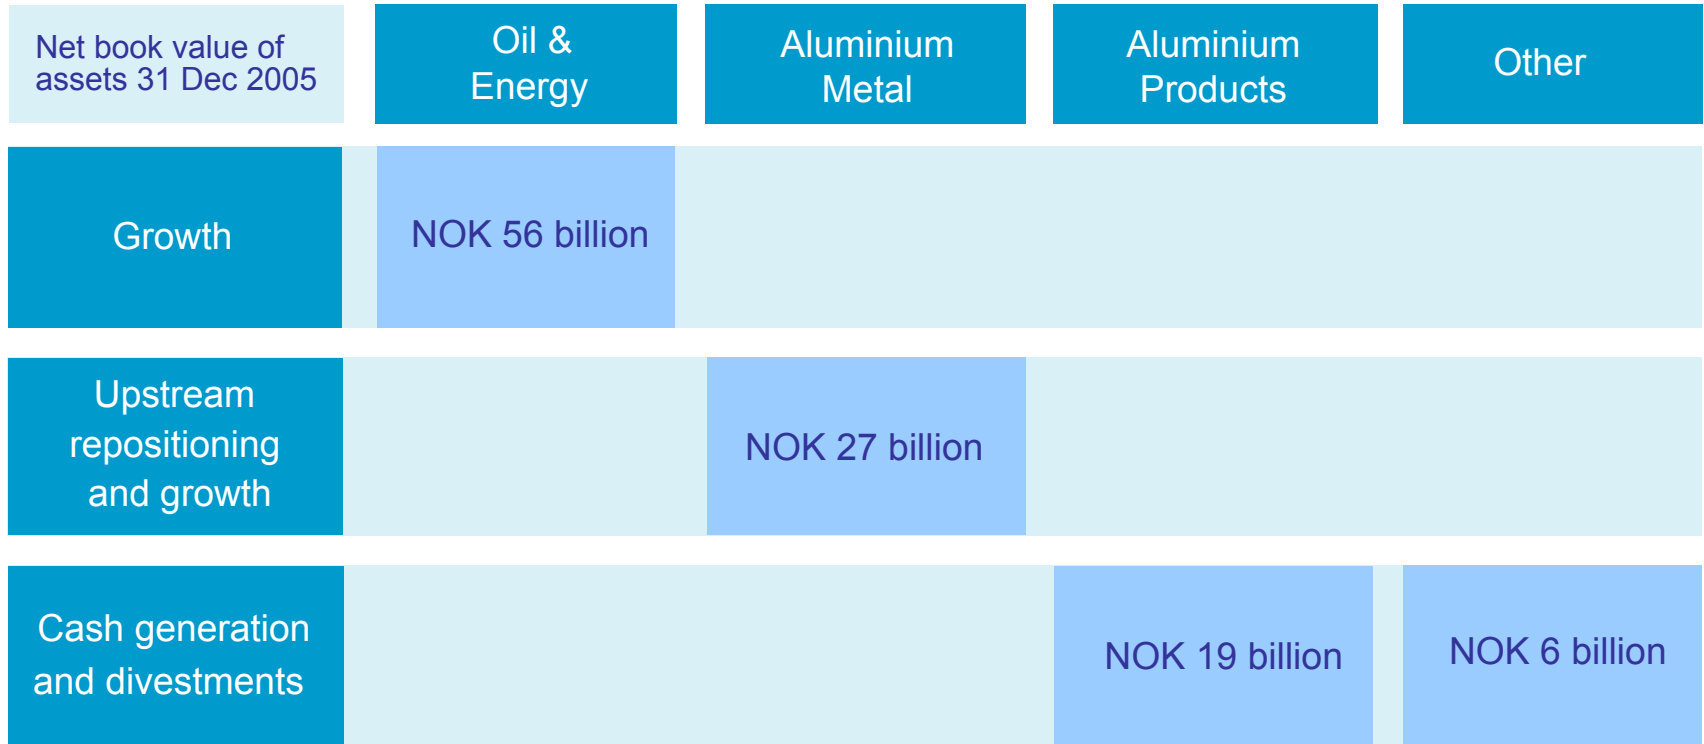 Net book value of
assets 31 Dec 2005
Oil &
Energy
Aluminium
Metal
Aluminium
Products
Other
Growth
NOK 56 billion
Upstream
repositioning
and growth
NOK 27 billion
Cash generation
and divestments
NOK 19 billion
NOK 6 billion